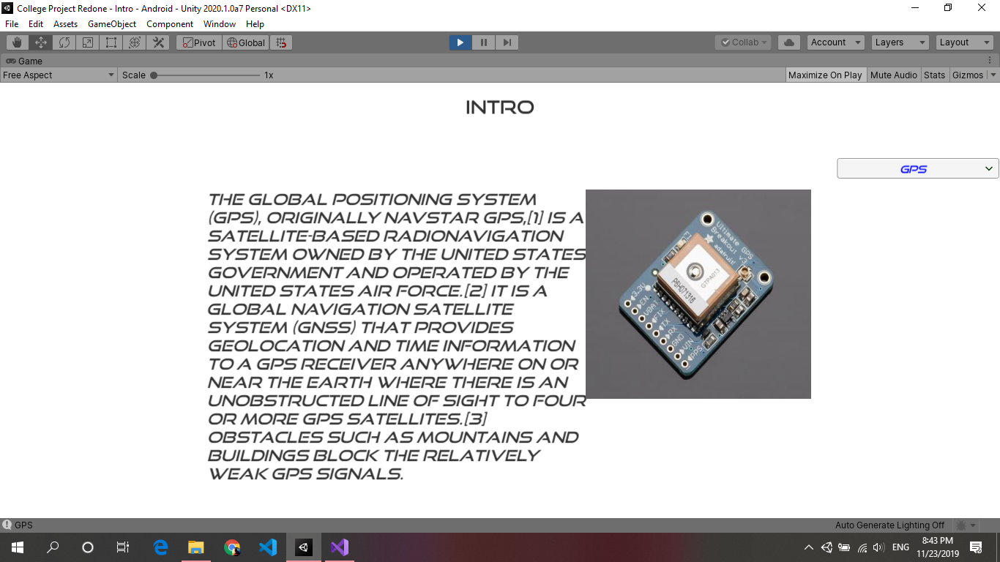 College Project Redone - Intro - Android - Unity 2020.1.0a7 Personal <DX11>
File Edit Assets GameObject Component Window Help
Pivot Global Collab Account Layers Layout
Game
Free Aspect Scale 1x Maximize On Play Mute Audio Stats Gizmos
INTRO
GPS
THE GLOBAL POSITIONING SYSTEM
(GPS), ORIGINALLY NAVSTAR GPS,[1] IS A
SATELLITE-BASED RADIONAVIGATION
SYSTEM OWNED BY THE UNITED STATES
GOVERNMENT AND OPERATED BY THE
UNITED STATES AIR FORCE.[2] IT IS A
GLOBAL NAVIGATION SATELLITE
SYSTEM (GNSS) THAT PROVIDES
GEOLOCATION AND TIME INFORMATION
TO A GPS RECEIVER ANYWHERE ON OR
NEAR THE EARTH WHERE THERE IS AN
UNOBSTRUCTED LINE OF SIGHT TO FOUR
OR MORE GPS SATELLITES.[3]
OBSTACLES SUCH AS MOUNTAINS AND
BUILDINGS BLOCK THE RELATIVELY
WEAK GPS SIGNALS.
Ultimate GPS
Breakout v3
adafruit!
GTPA013
P6H071316
3.3V
EN
VBAT
FIX
TX
RX
GND
VIN
PPS
GPS
Auto Generate Lighting Off
ENG
8:43 PM
11/23/2019